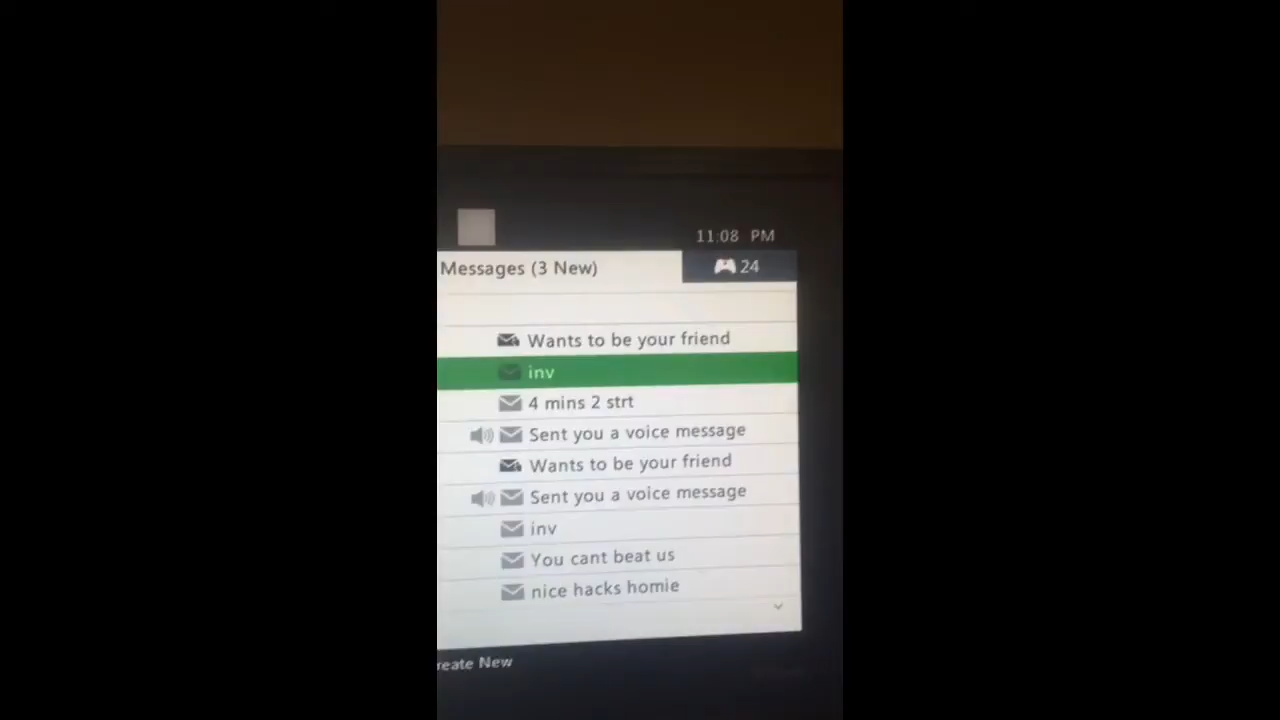 11:08 PM
Messages (3 New)
24
Wants to be your friend
inv
4 mins 2 strt
Sent you a voice message
Wants to be your friend
Sent you a voice message
inv
You cant beat us
nice hacks homie
reate New